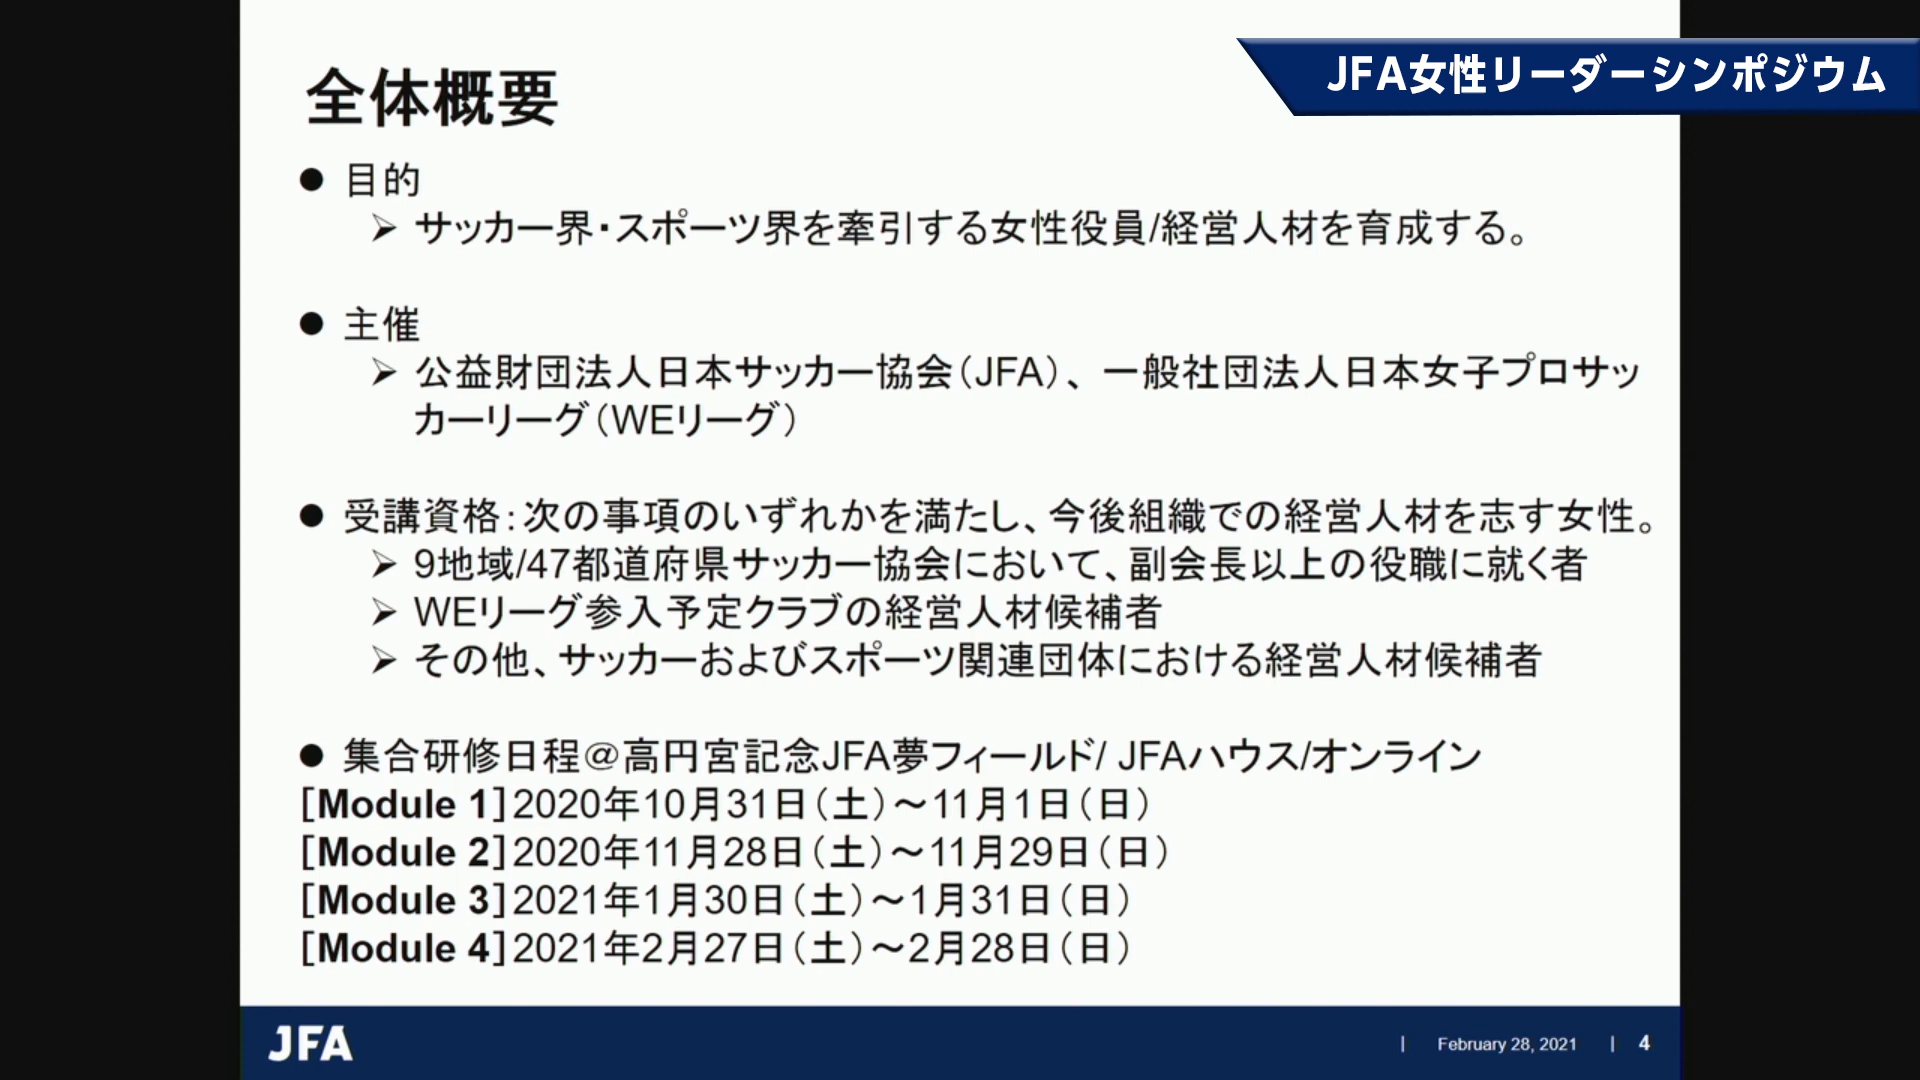 JFA女性リーダーシンポジウム
全体概要
● 目的
➢ サッカー界・スポーツ界を牽引する女性役員/経営人材を育成する。
● 主催
➢ 公益財団法人日本サッカー協会（JFA）、一般社団法人日本女子プロサッ
カーリーグ（WEリーグ）
● 受講資格：次の事項のいずれかを満たし、今後組織での経営人材を志す女性。
➢ 9地域/47都道府県サッカー協会において、副会長以上の役職に就く者
➢ WEリーグ参入予定クラブの経営人材候補者
➢ その他、サッカーおよびスポーツ関連団体における経営人材候補者
● 集合研修日程＠高円宮記念JFA夢フィールド/ JFAハウス/オンライン
[Module 1]2020年10月31日（土）～11月1日（日）
[Module 2]2020年11月28日（土）～11月29日（日）
[Module 3]2021年1月30日（土）～1月31日（日）
[Module 4]2021年2月27日（土）～2月28日（日）
JFA
| February 28, 2021 | 4